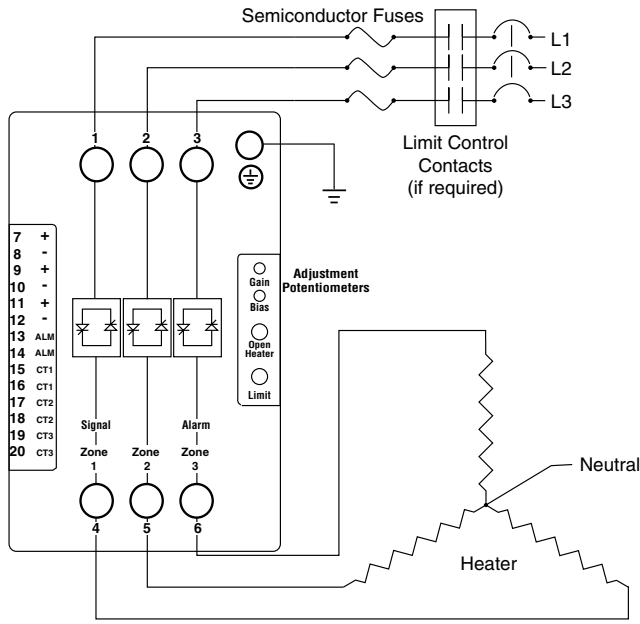 Semiconductor Fuses
L1
L2
L3
Limit Control
Contacts
(if required)
1 2 3
7 +
8 -
9 +
10 -
11 +
12 -
13 ALM
14 ALM
15 CT1
16 CT1
17 CT2
18 CT2
19 CT3
20 CT3
Gain
Bias
Open
Heater
Limit
Adjustment
Potentiometers
Signal Alarm
Zone Zone Zone
1 2 3
4 5 6
Neutral
Heater